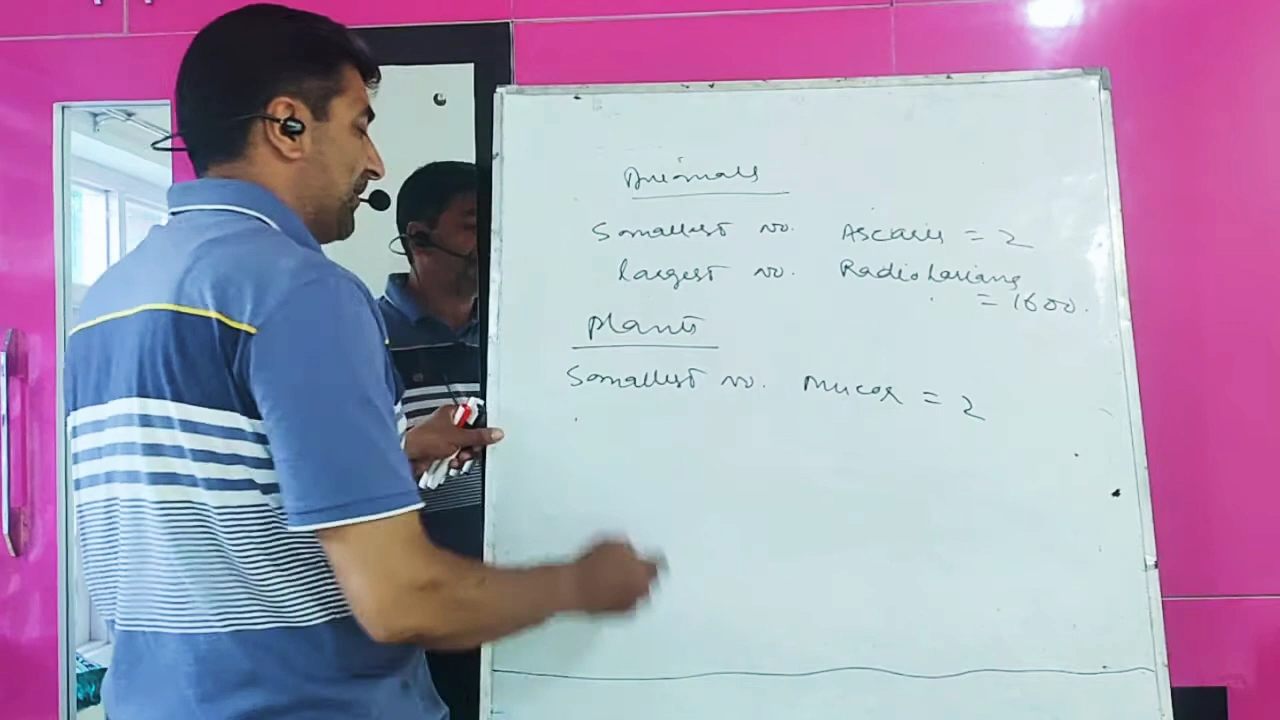 Animals
Smallest no. Ascaris = 2
largest no. Radiolarians
= 1600.
Plants
Smallest no. Mucor = 2